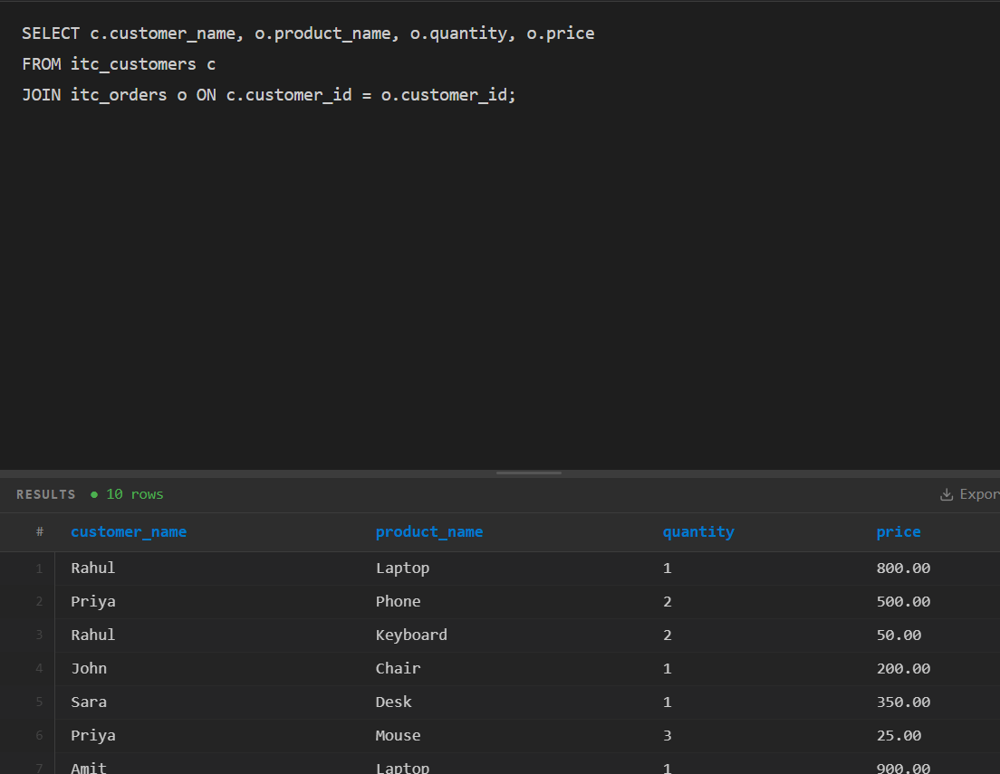 SELECT c.customer_name, o.product_name, o.quantity, o.price
FROM itc_customers c
JOIN itc_orders o ON c.customer_id = o.customer_id;
RESULTS ● 10 rows Expor
# customer_name product_name quantity price
1 Rahul Laptop 1 800.00
2 Priya Phone 2 500.00
3 Rahul Keyboard 2 50.00
4 John Chair 1 200.00
5 Sara Desk 1 350.00
6 Priya Mouse 3 25.00
7 Amit Laptop 1 900.00